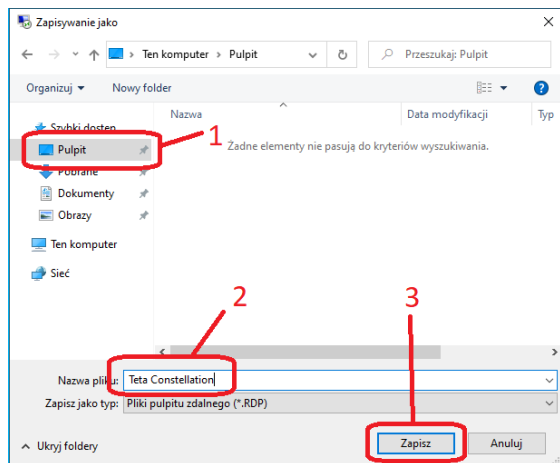 Zapisywanie jako
Ten komputer > Pulpit
Przeszukaj: Pulpit
Organizuj
Nowy folder
Nazwa
Data modyfikacji
Typ
Szybki dostęp
1
Pulpit
Żadne elementy nie pasują do kryteriów wyszukiwania.
Pobrane
Dokumenty
Obrazy
Ten komputer
Sieć
2
3
Nazwa pliku: Teta Constellation
Zapisz jako typ: Pliki pulpitu zdalnego (*.RDP)
Ukryj foldery
Zapisz
Anuluj